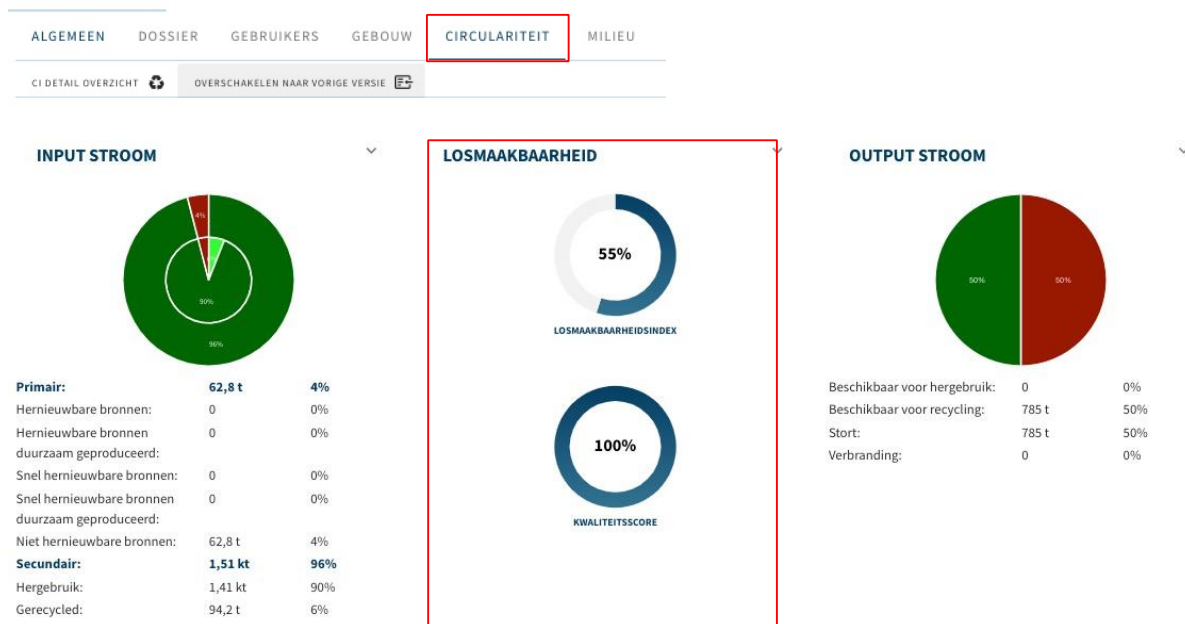 ALGEMEEN DOSSIER GEBRUIKERS GEBOUW CIRCULARITEIT MILIEU
CI DETAIL OVERZICHT OVERSCHAKELEN NAAR VORIGE VERSIE
INPUT STROOM
4%
90%
96%
Primair: 62,8 t 4%
Hernieuwbare bronnen: 0 0%
Hernieuwbare bronnen 0 0%
duurzaam geproduceerd:
Snel hernieuwbare bronnen: 0 0%
Snel hernieuwbare bronnen 0 0%
duurzaam geproduceerd:
Niet hernieuwbare bronnen: 62,8 t 4%
Secundair: 1,51 kt 96%
Hergebruik: 1,41 kt 90%
Gerecycled: 94,2 t 6%
LOSMAAKBAARHEID
55%
LOSMAAKBAARHEIDSINDEX
100%
KWALITEITSSCORE
OUTPUT STROOM
50% 50%
Beschikbaar voor hergebruik: 0 0%
Beschikbaar voor recycling: 785 t 50%
Stort: 785 t 50%
Verbranding: 0 0%